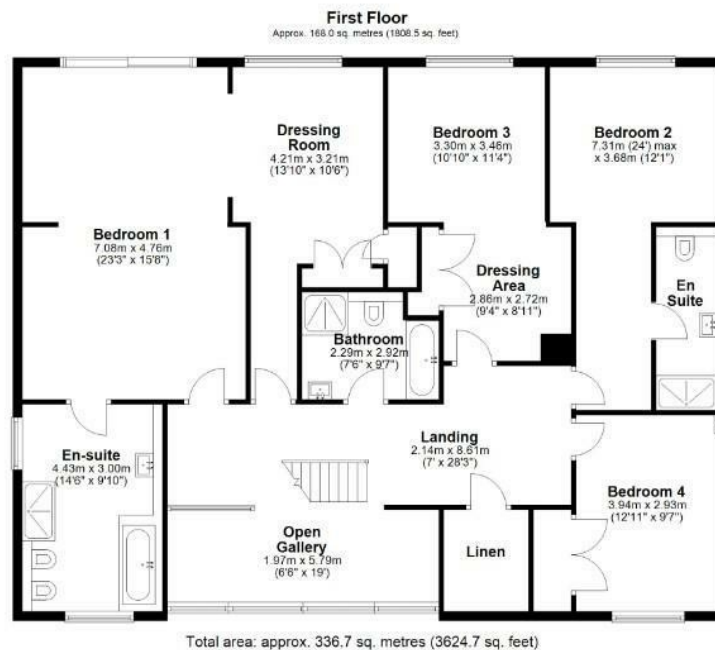 First Floor
Approx. 168.0 sq. metres (1808.5 sq. feet)
Dressing
Room
4.21m x 3.21m
(13'10" x 10'6")
Bedroom 3
3.30m x 3.46m
(10'10" x 11'4")
Bedroom 2
7.31m (24') max
x 3.68m (12'1")
Bedroom 1
7.08m x 4.76m
(23'3" x 15'8")
Dressing
Area
2.86m x 2.72m
(9'4" x 8'11")
En
Suite
Bathroom
2.29m x 2.92m
(7'6" x 9'7")
En-suite
4.43m x 3.00m
(14'6" x 9'10")
Landing
2.14m x 8.61m
(7' x 28'3")
Bedroom 4
3.94m x 2.93m
(12'11" x 9'7")
Open
Gallery
1.97m x 5.79m
(6'6" x 19')
Linen
Total area: approx. 336.7 sq. metres (3624.7 sq. feet)